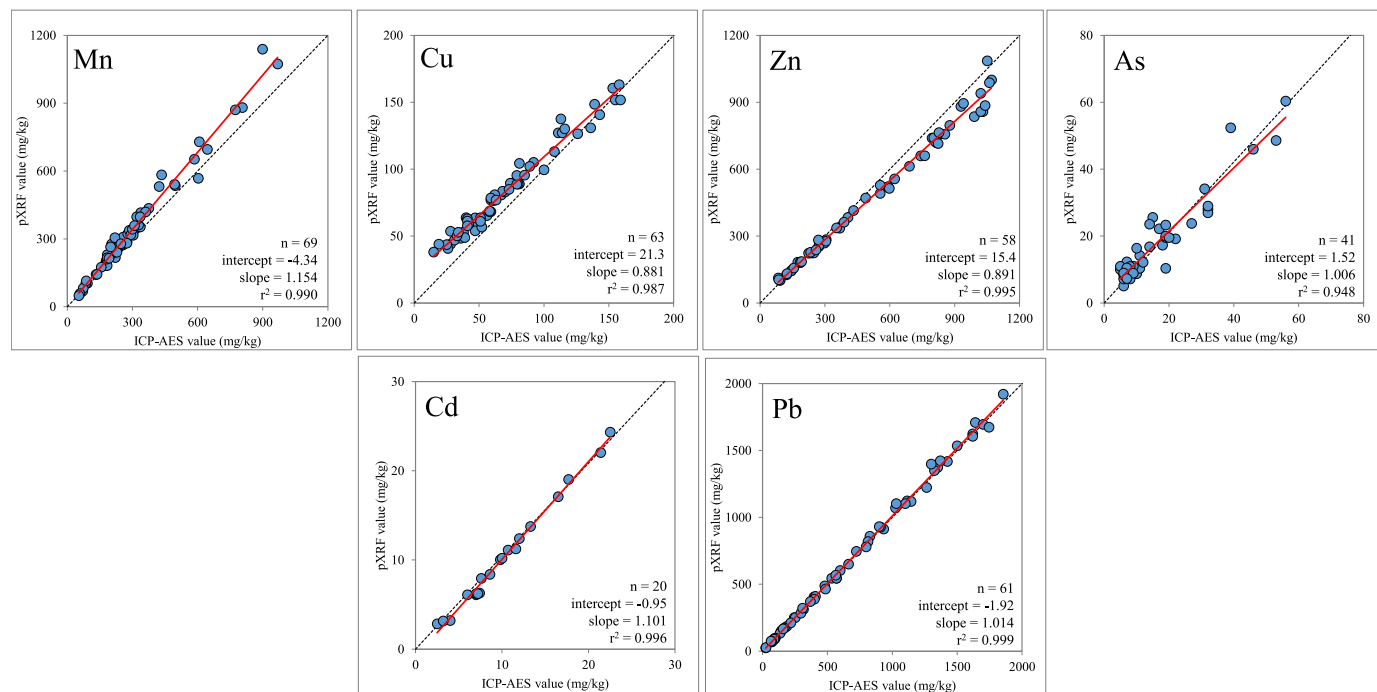 Mn
pXRF value (mg/kg)
1200
900
600
300
0
0 300 600 900 1200
ICP-AES value (mg/kg)
n = 69
intercept = -4.34
slope = 1.154
r² = 0.990
Cu
pXRF value (mg/kg)
200
150
100
50
0
0 50 100 150 200
ICP-AES value (mg/kg)
n = 63
intercept = 21.3
slope = 0.881
r² = 0.987
Zn
pXRF value (mg/kg)
1200
900
600
300
0
0 300 600 900 1200
ICP-AES value (mg/kg)
n = 58
intercept = 15.4
slope = 0.891
r² = 0.995
As
pXRF value (mg/kg)
80
60
40
20
0
0 20 40 60 80
ICP-AES value (mg/kg)
n = 41
intercept = 1.52
slope = 1.006
r² = 0.948
Cd
pXRF value (mg/kg)
30
20
10
0
0 10 20 30
ICP-AES value (mg/kg)
n = 20
intercept = -0.95
slope = 1.101
r² = 0.996
Pb
pXRF value (mg/kg)
2000
1500
1000
500
0
0 500 1000 1500 2000
ICP-AES value (mg/kg)
n = 61
intercept = -1.92
slope = 1.014
r² = 0.999